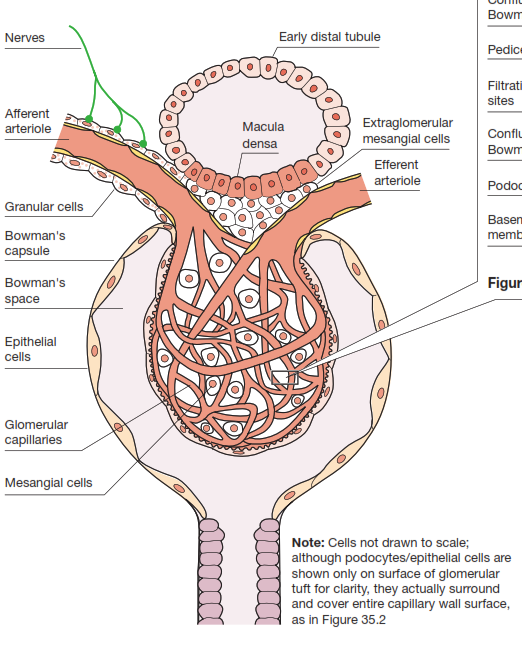 Nerves
Early distal tubule
Afferent
arteriole
Macula
densa
Extraglomerular
mesangial cells
Efferent
arteriole
Granular cells
Bowman's
capsule
Bowman's
space
Epithelial
cells
Glomerular
capillaries
Mesangial cells
Note: Cells not drawn to scale;
although podocytes/epithelial cells are
shown only on surface of glomerular
tuft for clarity, they actually surround
and cover entire capillary wall surface,
as in Figure 35.2
Bowm
Pedice
Filtrati
sites
Conflu
Bowm
Podoc
Basem
memb
Figur